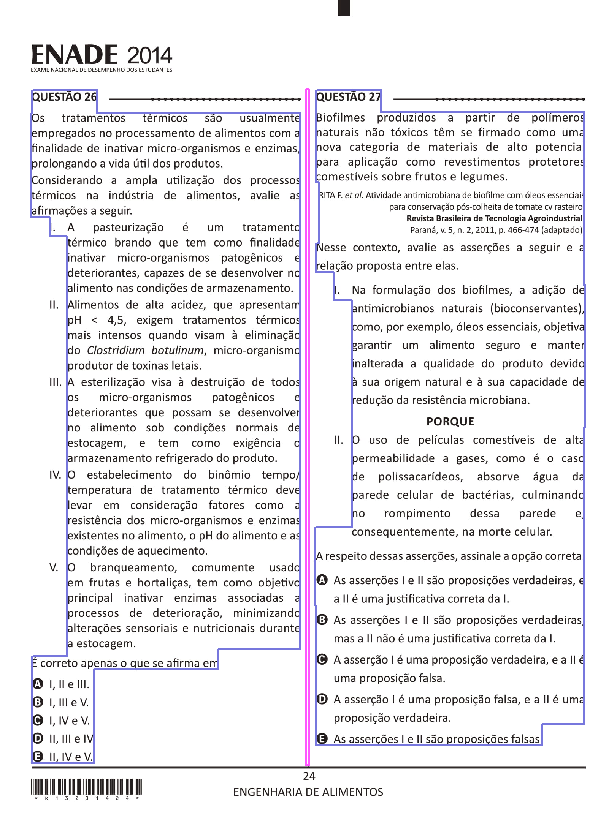 ENADE 2014
EXAME NACIONAL DE DESEMPENHO DOS ESTUDANTES
QUESTÃO 26
Os tratamentos térmicos são usualmente
empregados no processamento de alimentos com a
finalidade de inativar micro-organismos e enzimas,
prolongando a vida útil dos produtos.
Considerando a ampla utilização dos processos
térmicos na indústria de alimentos, avalie as
afirmações a seguir.
I. A pasteurização é um tratamento
térmico brando que tem como finalidade
inativar micro-organismos patogênicos e
deteriorantes, capazes de se desenvolver no
alimento nas condições de armazenamento.
II. Alimentos de alta acidez, que apresentam
pH < 4,5, exigem tratamentos térmicos
mais intensos quando visam à eliminação
do Clostridium botulinum, micro-organismo
produtor de toxinas letais.
III. A esterilização visa à destruição de todos
os micro-organismos patogênicos e
deteriorantes que possam se desenvolver
no alimento sob condições normais de
estocagem, e tem como exigência o
armazenamento refrigerado do produto.
IV. O estabelecimento do binômio tempo/
temperatura de tratamento térmico deve
levar em consideração fatores como a
resistência dos micro-organismos e enzimas
existentes no alimento, o pH do alimento e as
condições de aquecimento.
V. O branqueamento, comumente usado
em frutas e hortaliças, tem como objetivo
principal inativar enzimas associadas a
processos de deterioração, minimizando
alterações sensoriais e nutricionais durante
a estocagem.
É correto apenas o que se afirma em
A I, II e III.
B I, III e V.
C I, IV e V.
D II, III e IV
E II, IV e V.
QUESTÃO 27
Biofilmes produzidos a partir de polímeros
naturais não tóxicos têm se firmado como uma
nova categoria de materiais de alto potencial
para aplicação como revestimentos protetores
comestíveis sobre frutos e legumes.
RITA F. et al. Atividade antimicrobiana de biofilme com óleos essenciais
para conservação pós-colheita de tomate cv rasteiro.
Revista Brasileira de Tecnologia Agroindustrial
Paraná, v. 5, n. 2, 2011, p. 466-474 (adaptado)
Nesse contexto, avalie as asserções a seguir e a
relação proposta entre elas.
I. Na formulação dos biofilmes, a adição de
antimicrobianos naturais (bioconservantes),
como, por exemplo, óleos essenciais, objetiva
garantir um alimento seguro e manter
inalterada a qualidade do produto devido
à sua origem natural e à sua capacidade de
redução da resistência microbiana.
PORQUE
II. O uso de películas comestíveis de alta
permeabilidade a gases, como é o caso
de polissacarídeos, absorve água da
parede celular de bactérias, culminando
no rompimento dessa parede e,
consequentemente, na morte celular.
A respeito dessas asserções, assinale a opção correta
A As asserções I e II são proposições verdadeiras, e
a II é uma justificativa correta da I.
B As asserções I e II são proposições verdadeiras,
mas a II não é uma justificativa correta da I.
C A asserção I é uma proposição verdadeira, e a II é
uma proposição falsa.
D A asserção I é uma proposição falsa, e a II é uma
proposição verdadeira.
E As asserções I e II são proposições falsas
24
ENGENHARIA DE ALIMENTOS